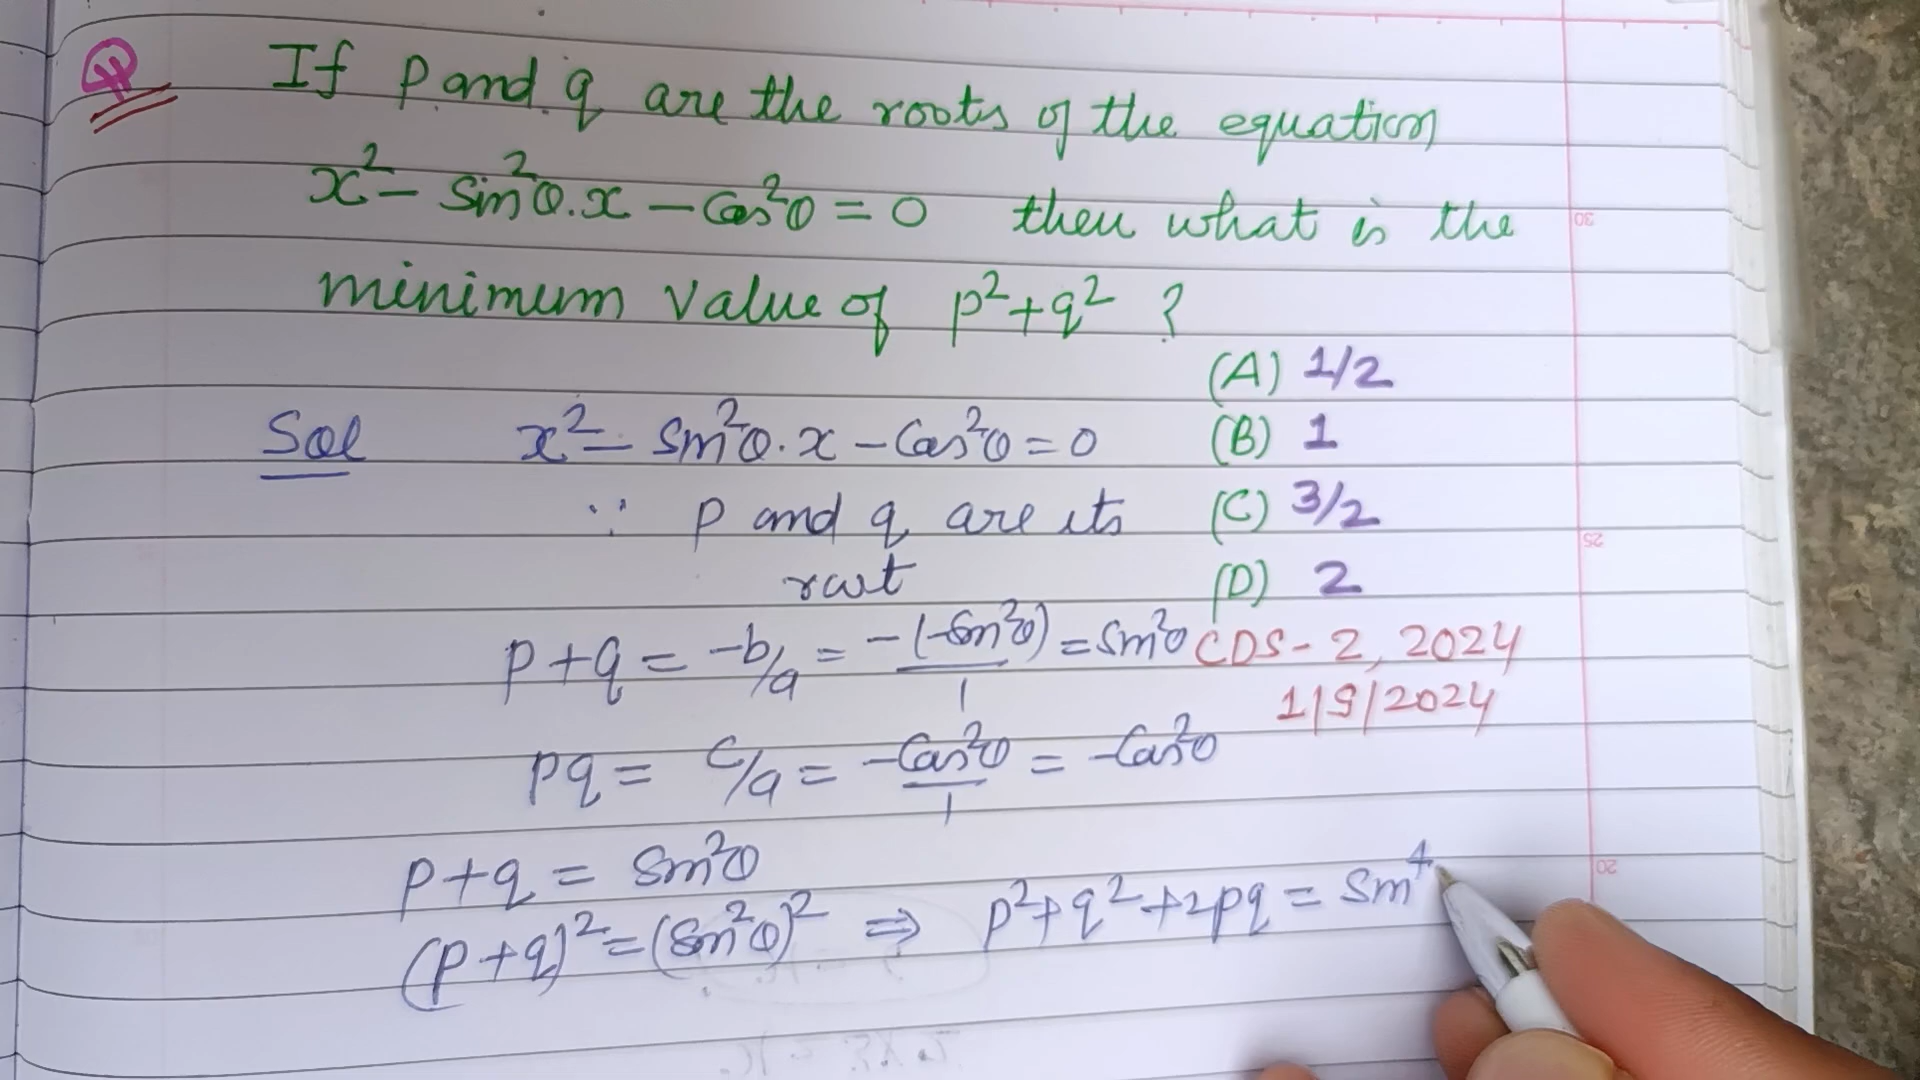 Q If p and q are the roots of the equation
x² - sin²θ.x - cos²θ = 0 then what is the
minimum value of p²+q² ?
(A) 1/2
Sol x² - sin²θ.x - cos²θ = 0 (B) 1
∵ p and q are its (C) 3/2
root (D) 2
p+q = -b/a = -(-sin²θ)/1 = sin²θ CDS-2, 2024
1/9/2024
pq = c/a = -cos²θ/1 = -cos²θ
p+q = sin²θ
(p+q)² = (sin²θ)² ⇒ p²+q²+2pq = sin⁴
30
25
20